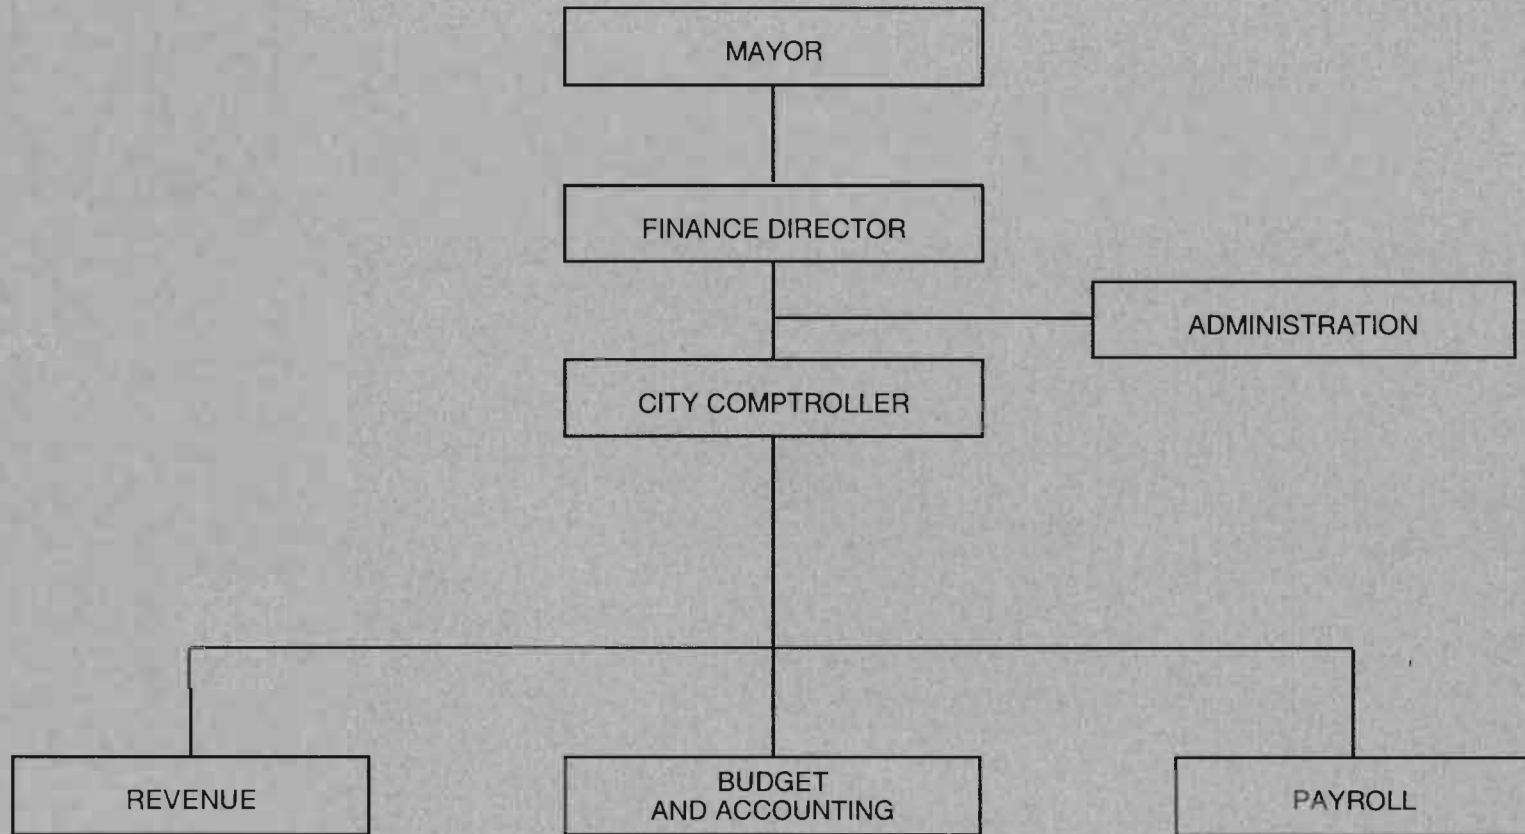 MAYOR
FINANCE DIRECTOR
ADMINISTRATION
CITY COMPTROLLER
REVENUE
BUDGET
AND ACCOUNTING
PAYROLL